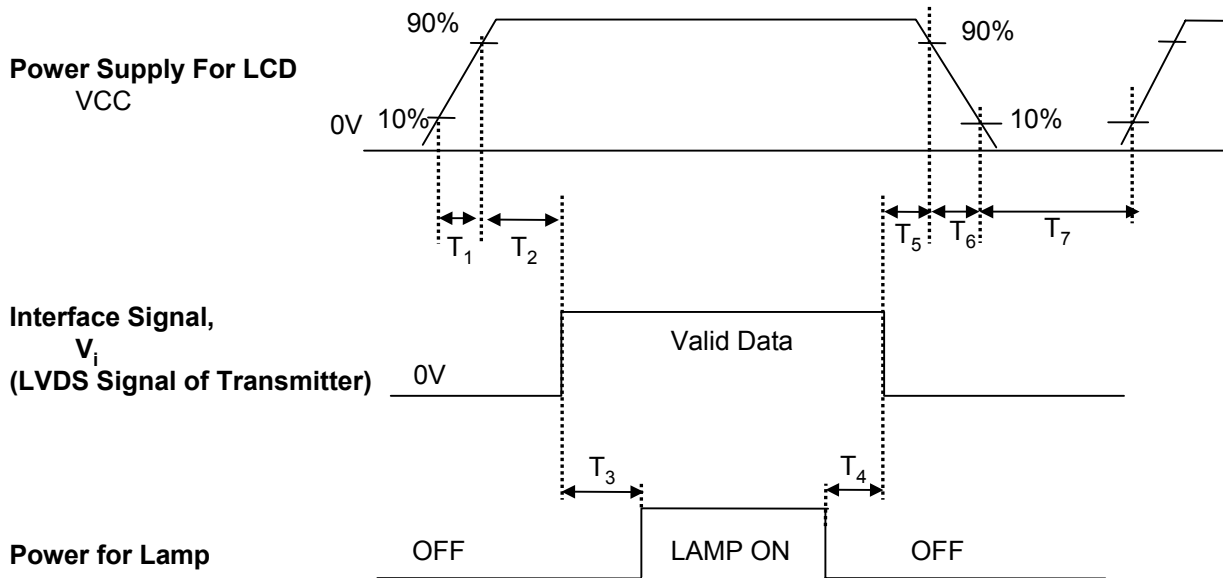 90%
90%
Power Supply For LCD
VCC
0V
10%
10%
T1
T2
T5
T6
T7
Interface Signal,
Vi
(LVDS Signal of Transmitter)
0V
Valid Data
T3
T4
Power for Lamp
OFF
LAMP ON
OFF